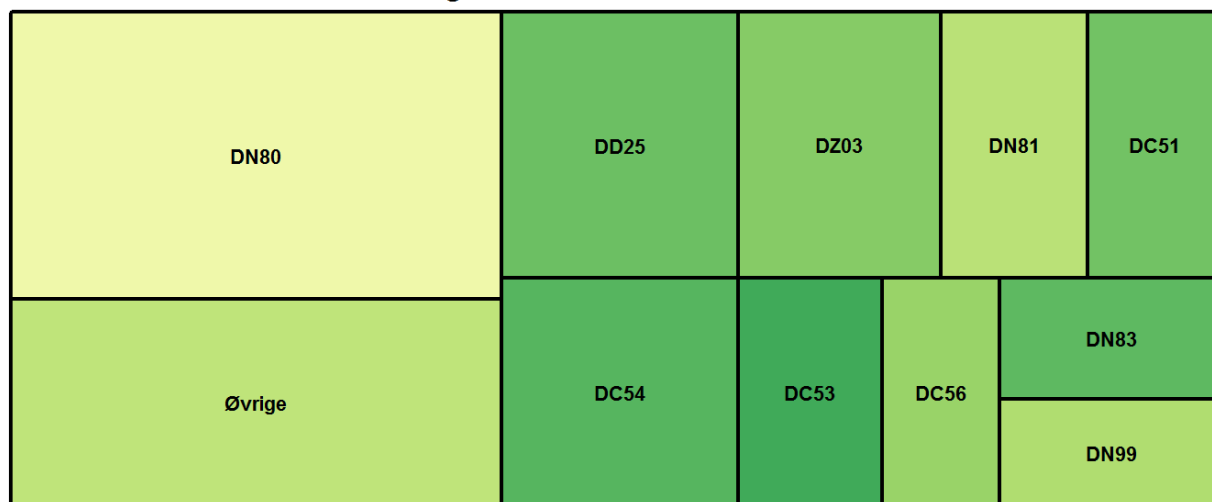 DN80
DD25
DZ03
DN81
DC51
Øvrige
DC54
DC53
DC56
DN83
DN99